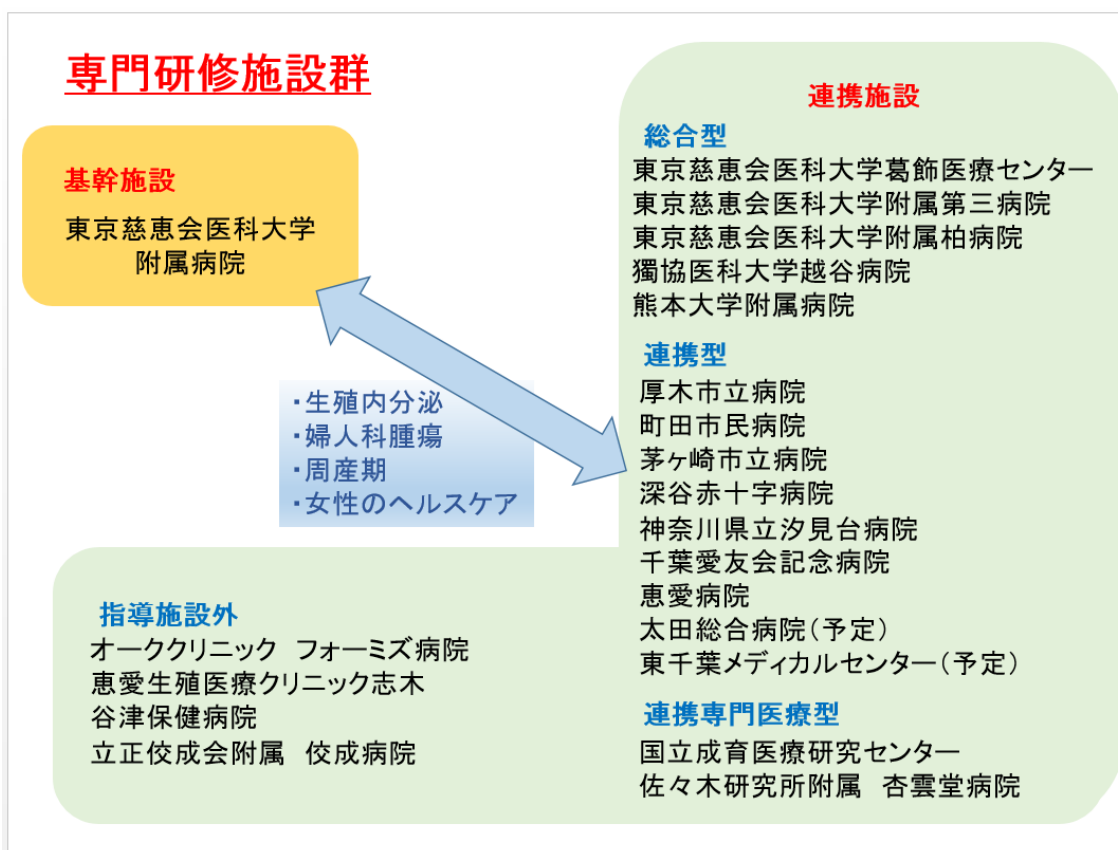 専門研修施設群
基幹施設
東京慈恵会医科大学
附属病院
・生殖内分泌
・婦人科腫瘍
・周産期
・女性のヘルスケア
連携施設
総合型
東京慈恵会医科大学葛飾医療センター
東京慈恵会医科大学附属第三病院
東京慈恵会医科大学附属柏病院
獨協医科大学越谷病院
熊本大学附属病院
連携型
厚木市立病院
町田市民病院
茅ヶ崎市立病院
深谷赤十字病院
神奈川県立汐見台病院
千葉愛友会記念病院
恵愛病院
太田総合病院（予定）
東千葉メディカルセンター（予定）
連携専門医療型
国立成育医療研究センター
佐々木研究所附属　杏雲堂病院
指導施設外
オーククリニック　フォーミズ病院
恵愛生殖医療クリニック志木
谷津保健病院
立正佼成会附属　佼成病院